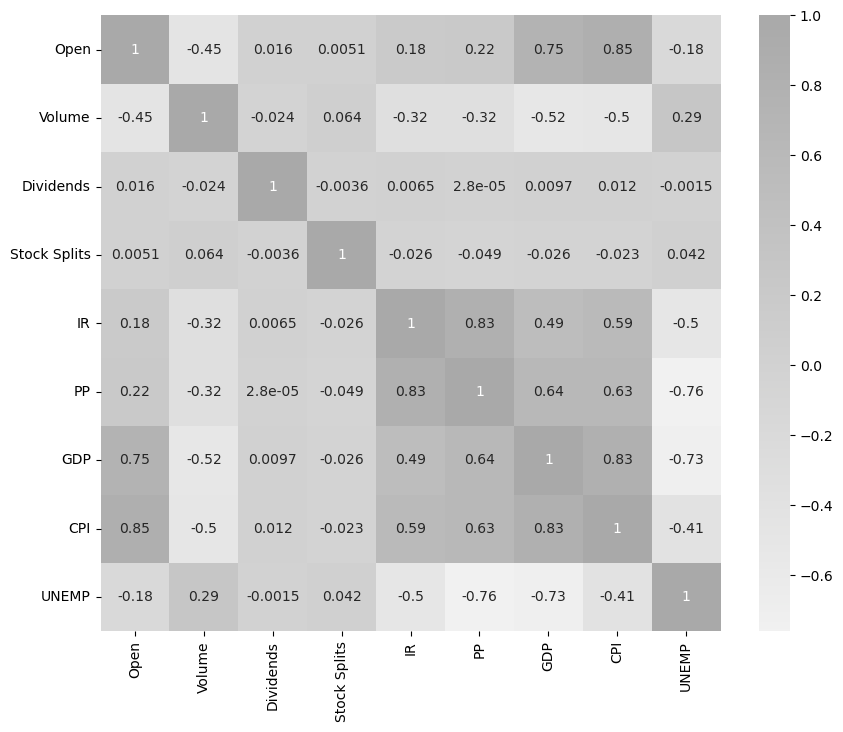 Open 1 -0.45 0.016 0.0051 0.18 0.22 0.75 0.85 -0.18
Volume -0.45 1 -0.024 0.064 -0.32 -0.32 -0.52 -0.5 0.29
Dividends 0.016 -0.024 1 -0.0036 0.0065 2.8e-05 0.0097 0.012 -0.0015
Stock Splits 0.0051 0.064 -0.0036 1 -0.026 -0.049 -0.026 -0.023 0.042
IR 0.18 -0.32 0.0065 -0.026 1 0.83 0.49 0.59 -0.5
PP 0.22 -0.32 2.8e-05 -0.049 0.83 1 0.64 0.63 -0.76
GDP 0.75 -0.52 0.0097 -0.026 0.49 0.64 1 0.83 -0.73
CPI 0.85 -0.5 0.012 -0.023 0.59 0.63 0.83 1 -0.41
UNEMP -0.18 0.29 -0.0015 0.042 -0.5 -0.76 -0.73 -0.41 1
Open Volume Dividends Stock Splits IR PP GDP CPI UNEMP
1.0
0.8
0.6
0.4
0.2
0.0
−0.2
−0.4
−0.6